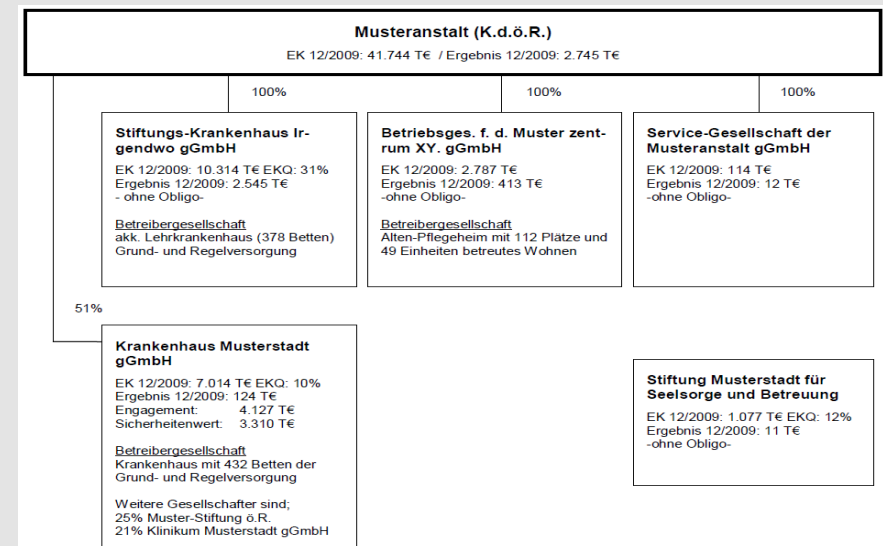 Musteranstalt (K.d.ö.R.)
EK 12/2009: 41.744 T€ / Ergebnis 12/2009: 2.745 T€
100%
100%
100%
Stiftungs-Krankenhaus Ir-
gendwo gGmbH
EK 12/2009: 10.314 T€ EKQ: 31%
Ergebnis 12/2009: 2.545 T€
- ohne Obligo-
Betreibergesellschaft
akk. Lehrkrankenhaus (378 Betten)
Grund- und Regelversorgung
Betriebsges. f. d. Muster zent-
rum XY. gGmbH
EK 12/2009: 2.787 T€
Ergebnis 12/2009: 413 T€
-ohne Obligo-
Betreibergesellschaft
Alten-Pflegeheim mit 112 Plätze und
49 Einheiten betreutes Wohnen
Service-Gesellschaft der
Musteranstalt gGmbH
EK 12/2009: 114 T€
Ergebnis 12/2009: 12 T€
-ohne Obligo-
51%
Krankenhaus Musterstadt
gGmbH
EK 12/2009: 7.014 T€ EKQ: 10%
Ergebnis 12/2009: 124 T€
Engagement: 4.127 T€
Sicherheitenwert: 3.310 T€
Betreibergesellschaft
Krankenhaus mit 432 Betten der
Grund- und Regelversorgung
Weitere Gesellschafter sind;
25% Muster-Stiftung ö.R.
21% Klinikum Musterstadt gGmbH
Stiftung Musterstadt für
Seelsorge und Betreuung
EK 12/2009: 1.077 T€ EKQ: 12%
Ergebnis 12/2009: 11 T€
-ohne Obligo-